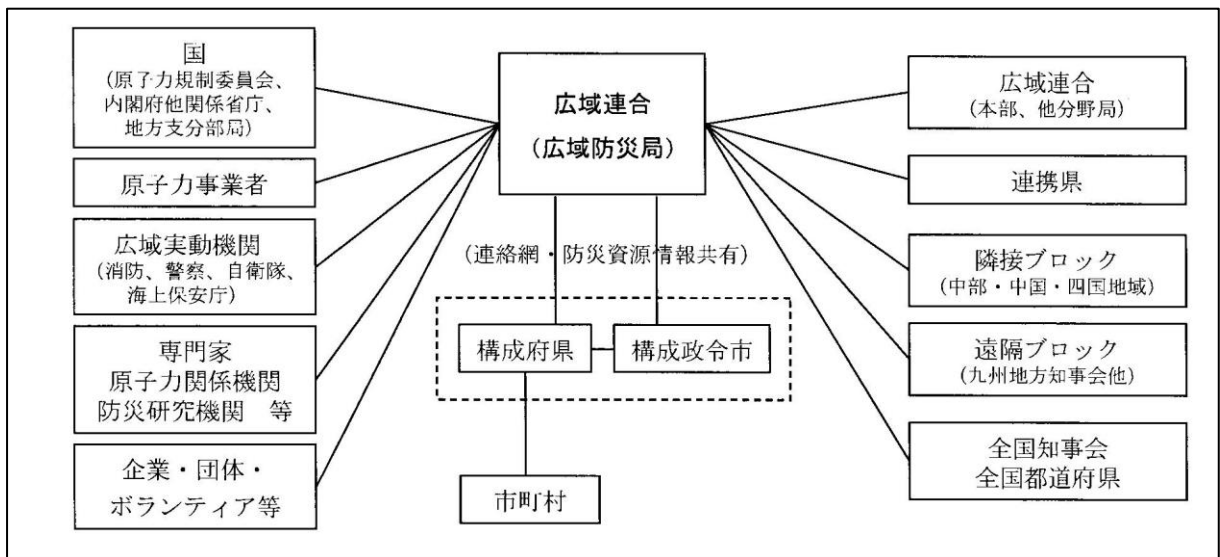 国
(原子力規制委員会、
内閣府他関係省庁、
地方支分部局)
原子力事業者
広域実動機関
(消防、警察、自衛隊、
海上保安庁)
専門家
原子力関係機関
防災研究機関 等
企業・団体・
ボランティア等
広域連合
(広域防災局)
(連絡網・防災資源情報共有)
構成府県
構成政令市
市町村
広域連合
(本部、他分野局)
連携県
隣接ブロック
(中部・中国・四国地域)
遠隔ブロック
(九州地方知事会他)
全国知事会
全国都道府県